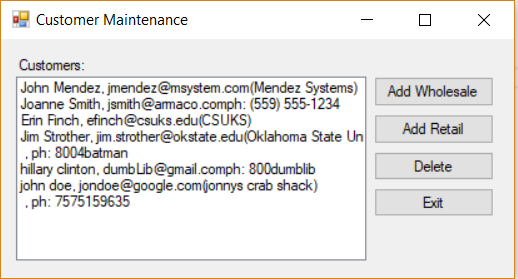 Customer Maintenance
Customers:
John Mendez, jmendez@msystem.com(Mendez Systems)
Joanne Smith, jsmith@armaco.comph: (559) 555-1234
Erin Finch, efinch@csuks.edu(CSUKS)
Jim Strother, jim.strother@okstate.edu(Oklahoma State Un
, ph: 8004batman
hillary clinton, dumbLib@gmail.comph: 800dumblib
john doe, jondoe@google.com(jonnys crab shack)
, ph: 7575159635
Add Wholesale
Add Retail
Delete
Exit